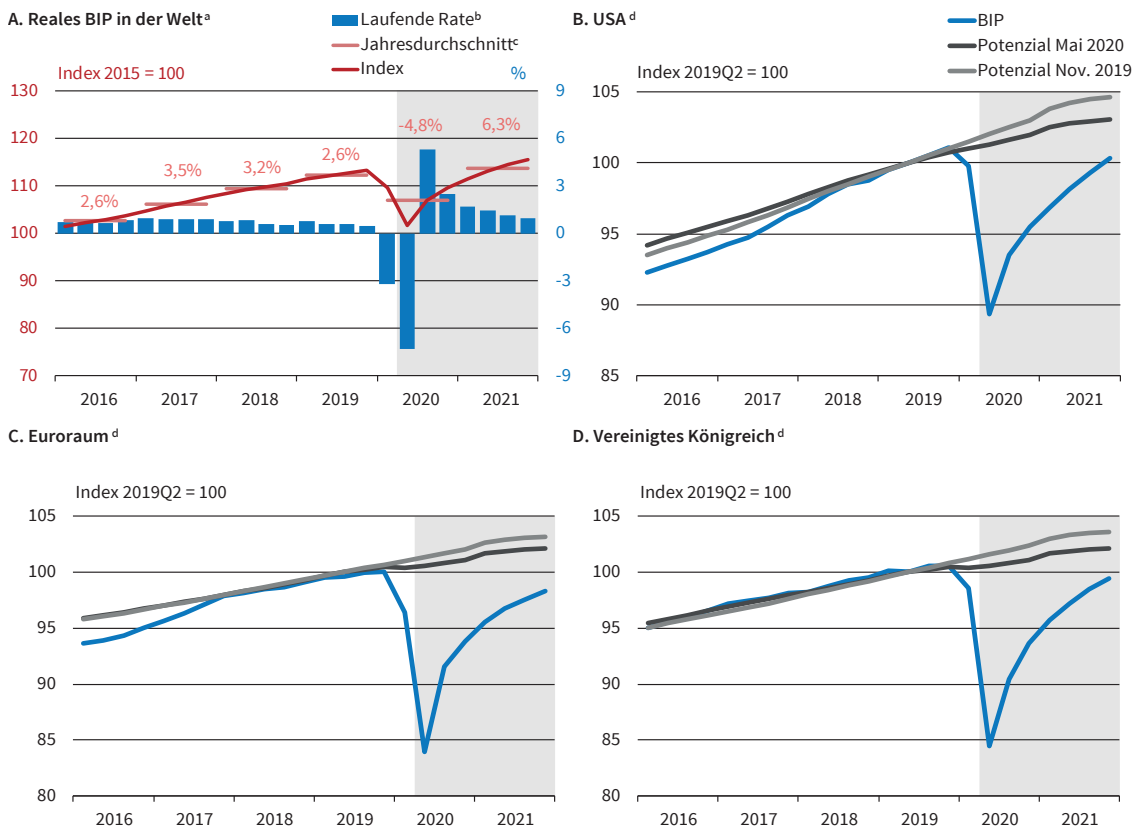 A. Reales BIP in der Weltᵃ
Laufende Rateᵇ
Jahresdurchschnittᶜ
Index
Index 2015 = 100
%
130
120
110
100
90
80
70
9
6
3
0
-3
-6
-9
2,6%
3,5%
3,2%
2,6%
-4,8%
6,3%
2016 2017 2018 2019 2020 2021
B. USA ᵈ
BIP
Potenzial Mai 2020
Potenzial Nov. 2019
Index 2019Q2 = 100
105
100
95
90
85
2016 2017 2018 2019 2020 2021
C. Euroraum ᵈ
Index 2019Q2 = 100
105
100
95
90
85
80
2016 2017 2018 2019 2020 2021
D. Vereinigtes Königreich ᵈ
Index 2019Q2 = 100
105
100
95
90
85
80
2016 2017 2018 2019 2020 2021